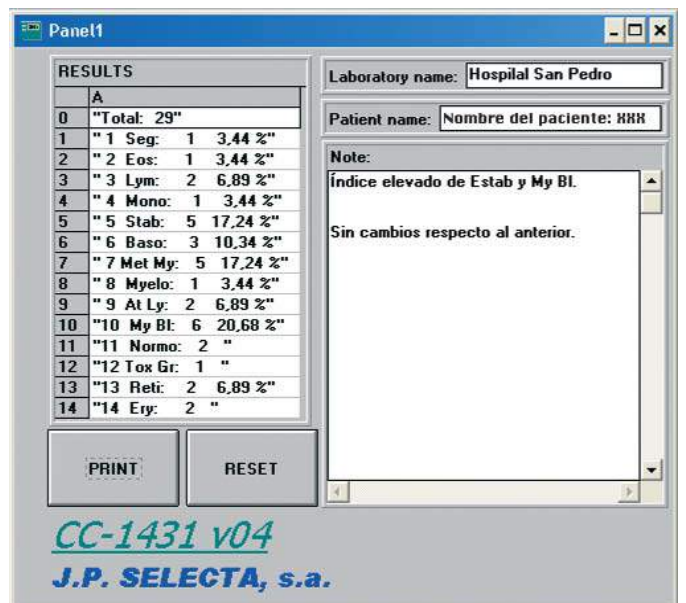 Panel1
RESULTS
A
0 "Total: 29"
1 " 1 Seg: 1 3,44 %"
2 " 2 Eos: 1 3,44 %"
3 " 3 Lym: 2 6,89 %"
4 " 4 Mono: 1 3,44 %"
5 " 5 Stab: 5 17,24 %"
6 " 6 Baso: 3 10,34 %"
7 " 7 Met My: 5 17,24 %"
8 " 8 Myelo: 1 3,44 %"
9 " 9 At Ly: 2 6,89 %"
10 "10 My Bl: 6 20,68 %"
11 "11 Normo: 2 "
12 "12 Tox Gr: 1 "
13 "13 Reti: 2 6,89 %"
14 "14 Ery: 2 "
PRINT RESET
Laboratory name: Hospilal San Pedro
Patient name: Nombre del paciente: XXX
Note:
Índice elevado de Estab y My Bl.
Sin cambios respecto al anterior.
CC-1431 v04
J.P. SELECTA, s.a.